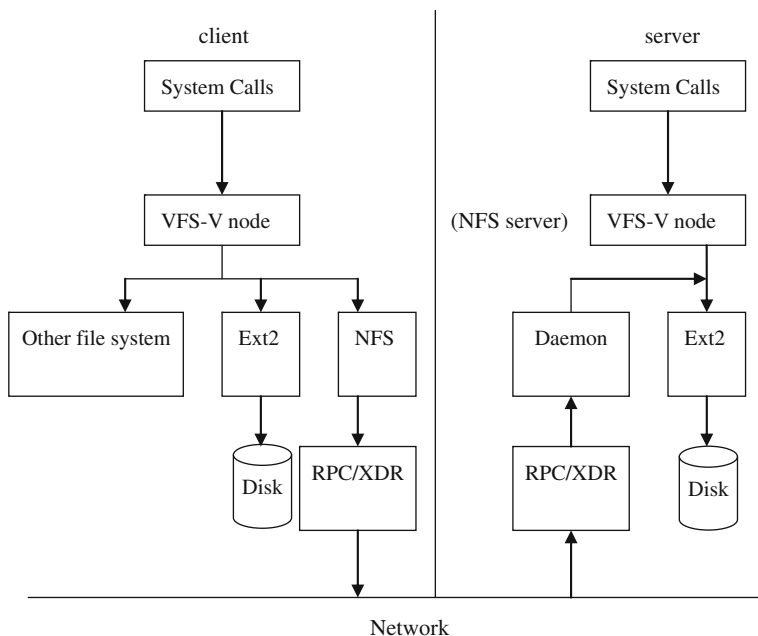 client
server
System Calls
System Calls
VFS-V node
(NFS server)
VFS-V node
Other file system
Ext2
NFS
Daemon
Ext2
Disk
RPC/XDR
RPC/XDR
Disk
Network